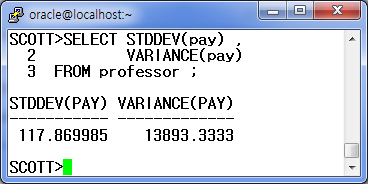 oracle@localhost:~
SCOTT>SELECT STDDEV(pay) ,
  2         VARIANCE(pay)
  3  FROM professor ;
STDDEV(PAY) VARIANCE(PAY)
----------- -------------
 117.869985    13893.3333
SCOTT>